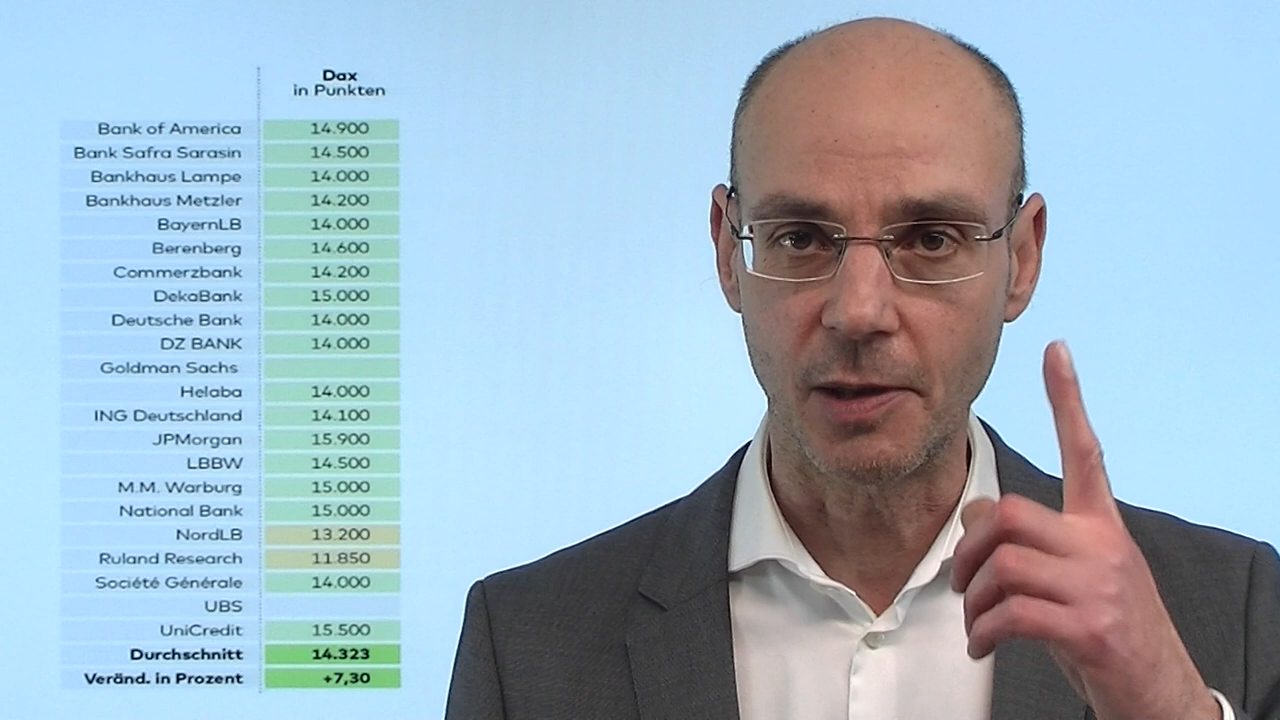 Dax
in Punkten
Bank of America 14.900
Bank Safra Sarasin 14.500
Bankhaus Lampe 14.000
Bankhaus Metzler 14.200
BayernLB 14.000
Berenberg 14.600
Commerzbank 14.200
DekaBank 15.000
Deutsche Bank 14.000
DZ BANK 14.000
Goldman Sachs
Helaba 14.000
ING Deutschland 14.100
JPMorgan 15.900
LBBW 14.500
M.M. Warburg 15.000
National Bank 15.000
NordLB 13.200
Ruland Research 11.850
Société Générale 14.000
UBS
UniCredit 15.500
Durchschnitt 14.323
Veränd. in Prozent +7,30